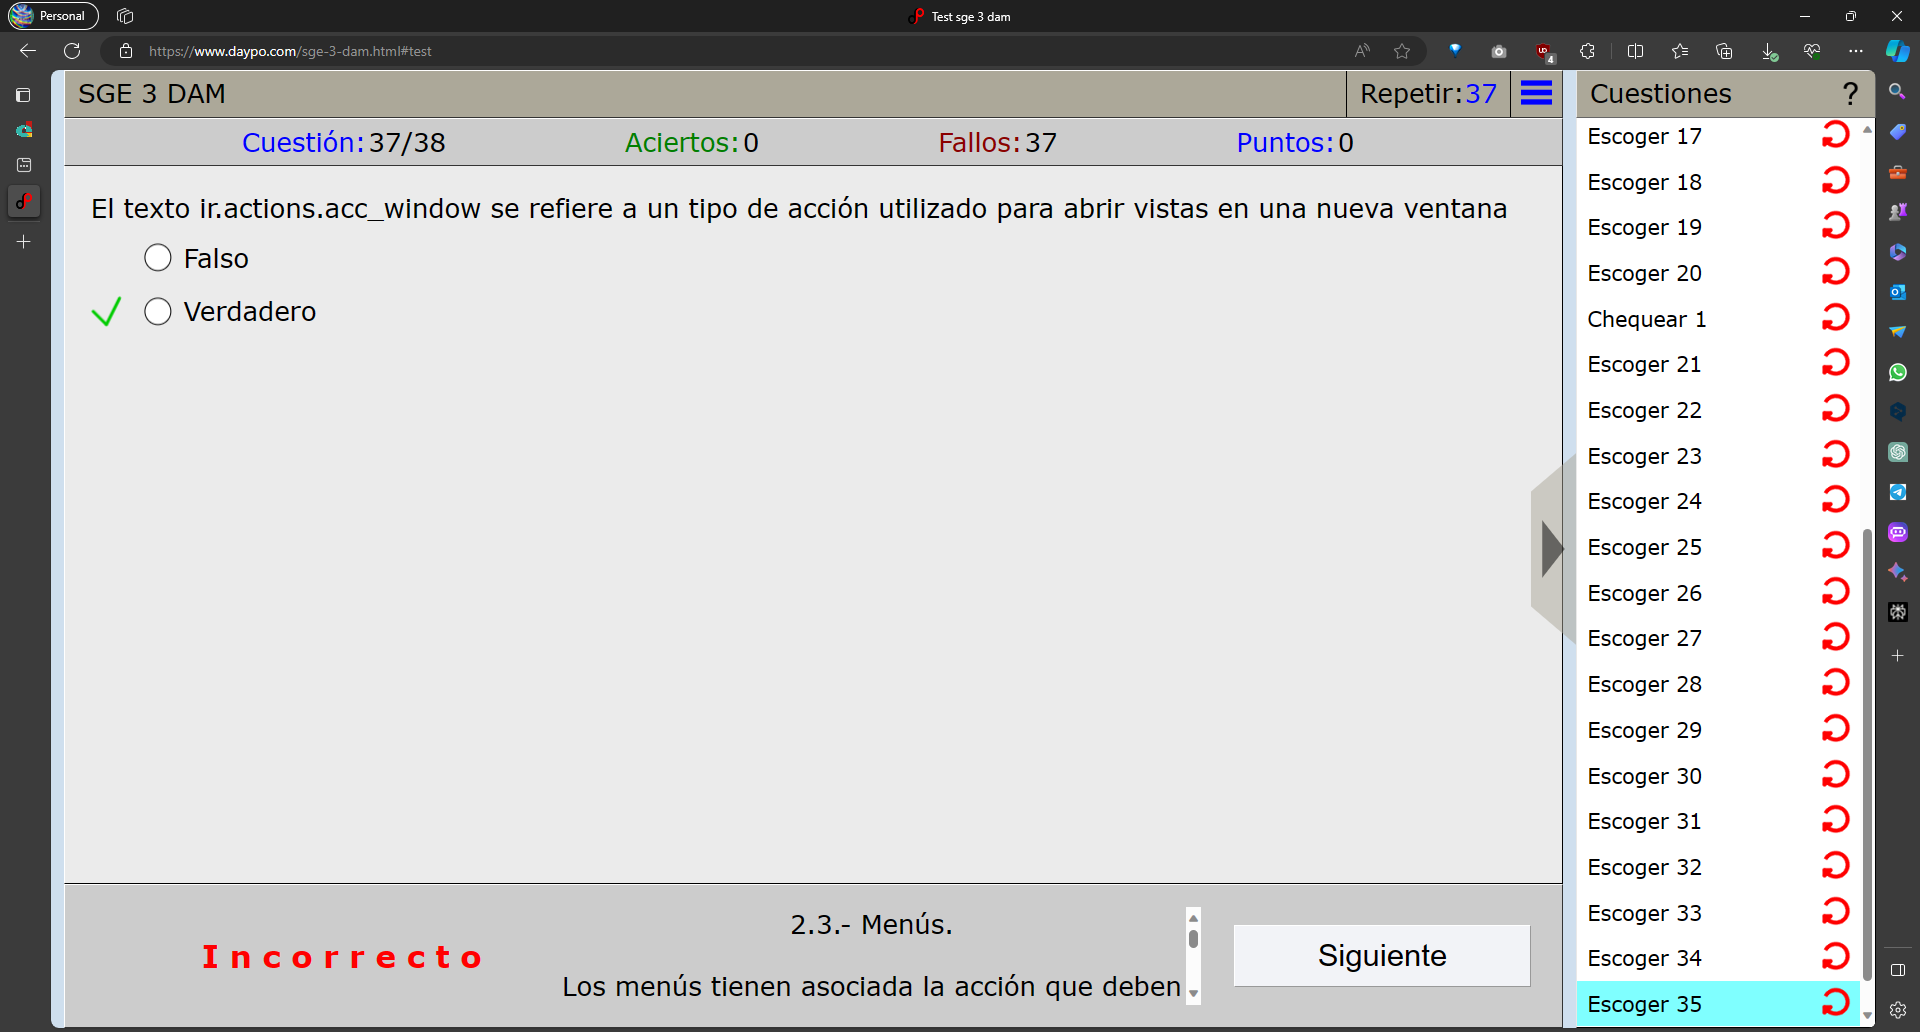 Personal
Test sge 3 dam
https://www.daypo.com/sge-3-dam.html#test
4
SGE 3 DAM
Repetir:37
Cuestiones
?
Cuestión:37/38
Aciertos:0
Fallos:37
Puntos:0
El texto ir.actions.acc_window se refiere a un tipo de acción utilizado para abrir vistas en una nueva ventana
Falso
Verdadero
Escoger 17
Escoger 18
Escoger 19
Escoger 20
Chequear 1
Escoger 21
Escoger 22
Escoger 23
Escoger 24
Escoger 25
Escoger 26
Escoger 27
Escoger 28
Escoger 29
Escoger 30
Escoger 31
Escoger 32
Escoger 33
Escoger 34
Escoger 35
Incorrecto
2.3.- Menús.
Los menús tienen asociada la acción que deben
Siguiente